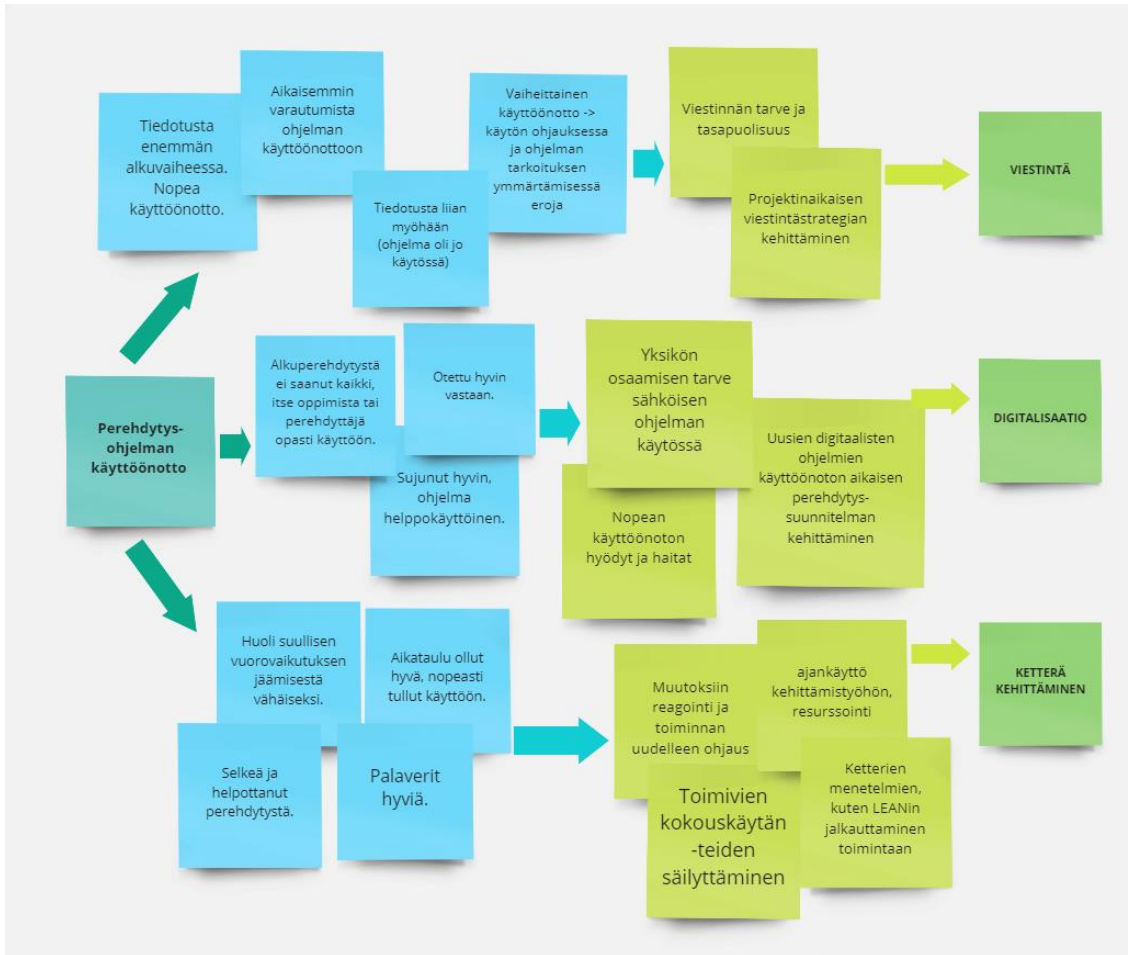 Tiedotusta
enemmän
alkuvaiheessa.
Nopea
käyttöönotto.
Aikaisemmin
varautumista
ohjelman
käyttöönottoon
Tiedotusta liian
myöhään
(ohjelma oli jo
käytössä)
Vaiheittainen
käyttöönotto ->
käytön ohjauksessa
ja ohjelman
tarkoituksen
ymmärtämisessä
eroja
Viestinnän tarve ja
tasapuolisuus
Projektinaikaisen
viestintästrategian
kehittäminen
VIESTINTÄ
Perehdytys-
ohjelman
käyttöönotto
Alkuperehdytystä
ei saanut kaikki,
itse oppimista tai
perehdyttäjä
opasti käyttöön.
Otettu hyvin
vastaan.
Sujunut hyvin,
ohjelma
helppokäyttöinen.
Yksikön
osaamisen tarve
sähköisen
ohjelman
käytössä
Nopean
käyttöönoton
hyödyt ja haitat
Uusien digitaalisten
ohjelmien
käyttöönoton aikaisen
perehdytys-
suunnitelman
kehittäminen
DIGITALISAATIO
Huoli suullisen
vuorovaikutuksen
jäämisestä
vähäiseksi.
Aikataulu ollut
hyvä, nopeasti
tullut käyttöön.
Selkeä ja
helpottanut
perehdytystä.
Palaverit
hyviä.
Muutoksiin
reagointi ja
toiminnan
uudelleen ohjaus
ajankäyttö
kehittämistyöhön,
resurssointi
Toimivien
kokouskäytän
-teiden
säilyttäminen
Ketterien
menetelmien,
kuten LEANin
jalkauttaminen
toimintaan
KETTERÄ
KEHITTÄMINEN